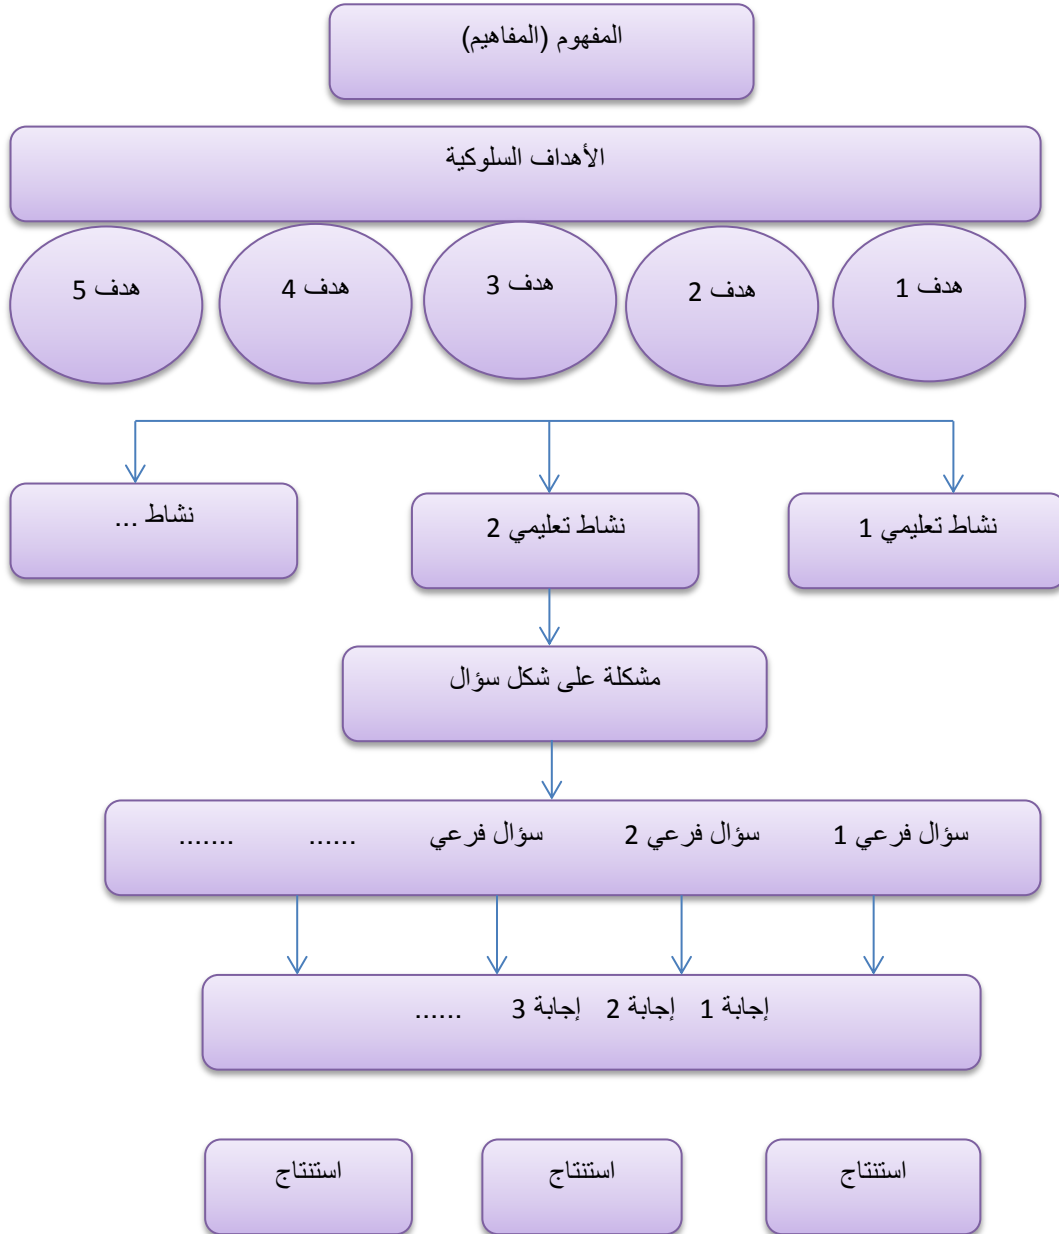 المفهوم (المفاهيم)
الأهداف السلوكية
هدف 1
هدف 2
هدف 3
هدف 4
هدف 5
نشاط تعليمي 1
نشاط تعليمي 2
نشاط ...
مشكلة على شكل سؤال
سؤال فرعي 1 سؤال فرعي 2 سؤال فرعي ...... .......
إجابة 1 إجابة 2 إجابة 3 ......
استنتاج
استنتاج
استنتاج